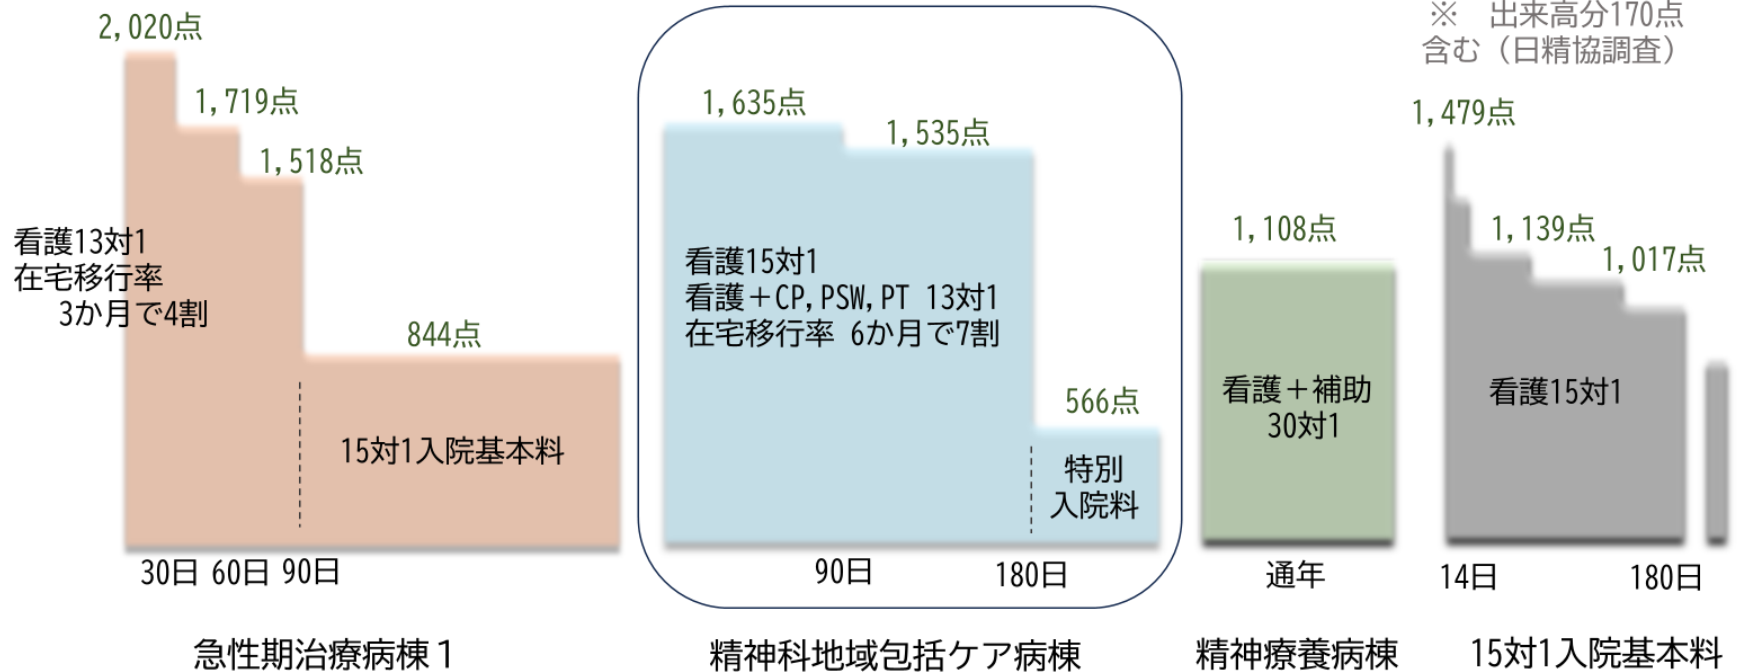 2,020点
1,719点
1,518点
看護13対1
在宅移行率
3か月で4割
844点
15対1入院基本料
30日 60日 90日
急性期治療病棟1
1,635点
1,535点
看護15対1
看護＋CP,PSW,PT 13対1
在宅移行率 6か月で7割
566点
特別
入院料
90日
180日
精神科地域包括ケア病棟
1,108点
看護＋補助
30対1
通年
精神療養病棟
※　出来高分170点
含む（日精協調査）
1,479点
1,139点
1,017点
看護15対1
14日
180日
15対1入院基本料